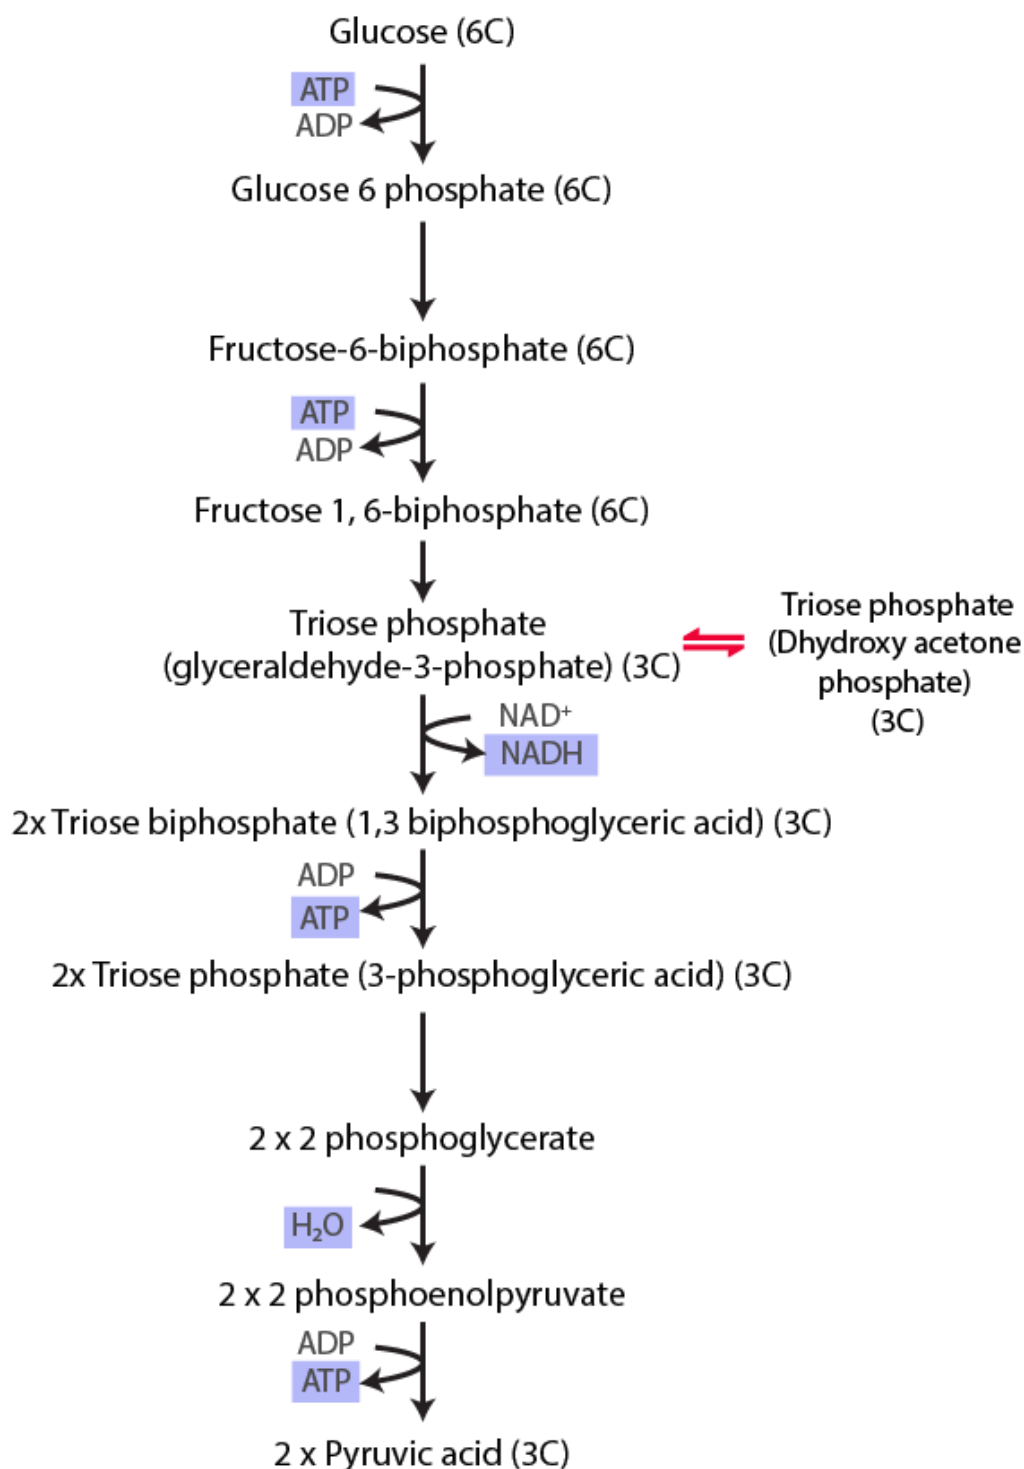 Glucose (6C)
ATP
ADP
Glucose 6 phosphate (6C)
Fructose-6-biphosphate (6C)
ATP
ADP
Fructose 1, 6-biphosphate (6C)
Triose phosphate
(glyceraldehyde-3-phosphate) (3C)
Triose phosphate
(Dhydroxy acetone
phosphate)
(3C)
NAD⁺
NADH
2x Triose biphosphate (1,3 biphosphoglyceric acid) (3C)
ADP
ATP
2x Triose phosphate (3-phosphoglyceric acid) (3C)
2 x 2 phosphoglycerate
H₂O
2 x 2 phosphoenolpyruvate
ADP
ATP
2 x Pyruvic acid (3C)